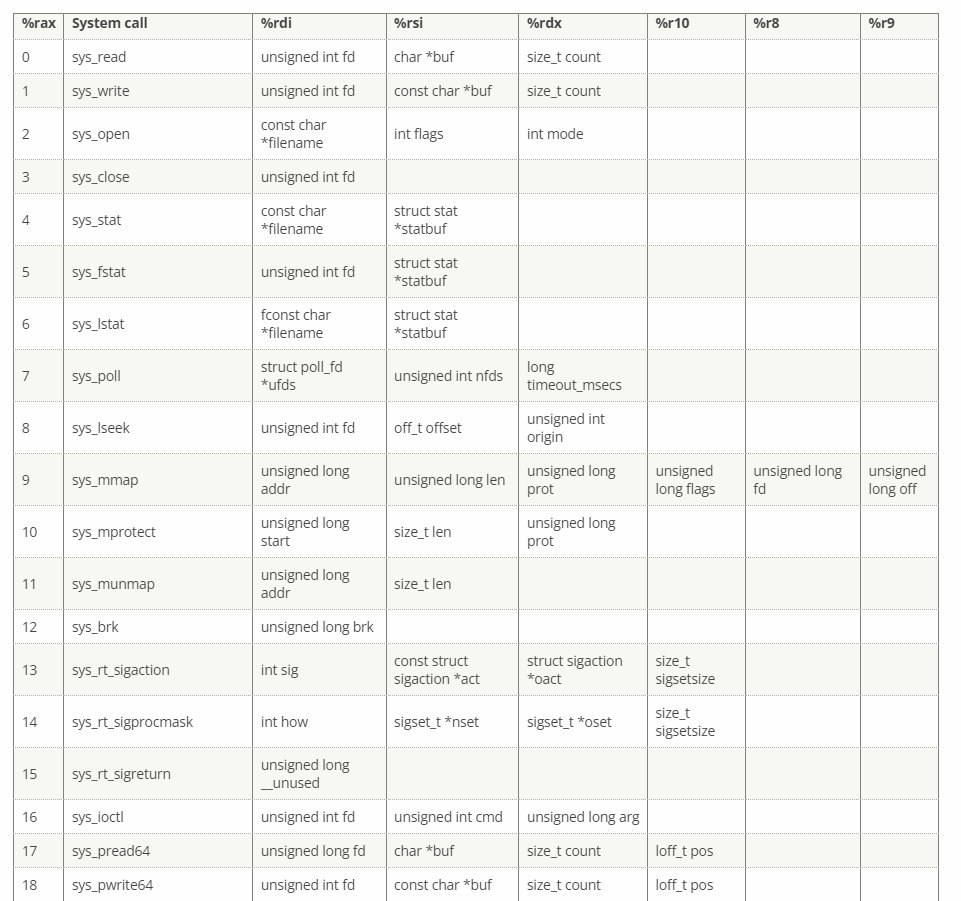 %rax System call %rdi %rsi %rdx %r10 %r8 %r9
0 sys_read unsigned int fd char *buf size_t count
1 sys_write unsigned int fd const char *buf size_t count
2 sys_open const char *filename int flags int mode
3 sys_close unsigned int fd
4 sys_stat const char *filename struct stat *statbuf
5 sys_fstat unsigned int fd struct stat *statbuf
6 sys_lstat fconst char *filename struct stat *statbuf
7 sys_poll struct poll_fd *ufds unsigned int nfds long timeout_msecs
8 sys_lseek unsigned int fd off_t offset unsigned int origin
9 sys_mmap unsigned long addr unsigned long len unsigned long prot unsigned long flags unsigned long fd unsigned long off
10 sys_mprotect unsigned long start size_t len unsigned long prot
11 sys_munmap unsigned long addr size_t len
12 sys_brk unsigned long brk
13 sys_rt_sigaction int sig const struct sigaction *act struct sigaction *oact size_t sigsetsize
14 sys_rt_sigprocmask int how sigset_t *nset sigset_t *oset size_t sigsetsize
15 sys_rt_sigreturn unsigned long __unused
16 sys_ioctl unsigned int fd unsigned int cmd unsigned long arg
17 sys_pread64 unsigned long fd char *buf size_t count loff_t pos
18 sys_pwrite64 unsigned int fd const char *buf size_t count loff_t pos